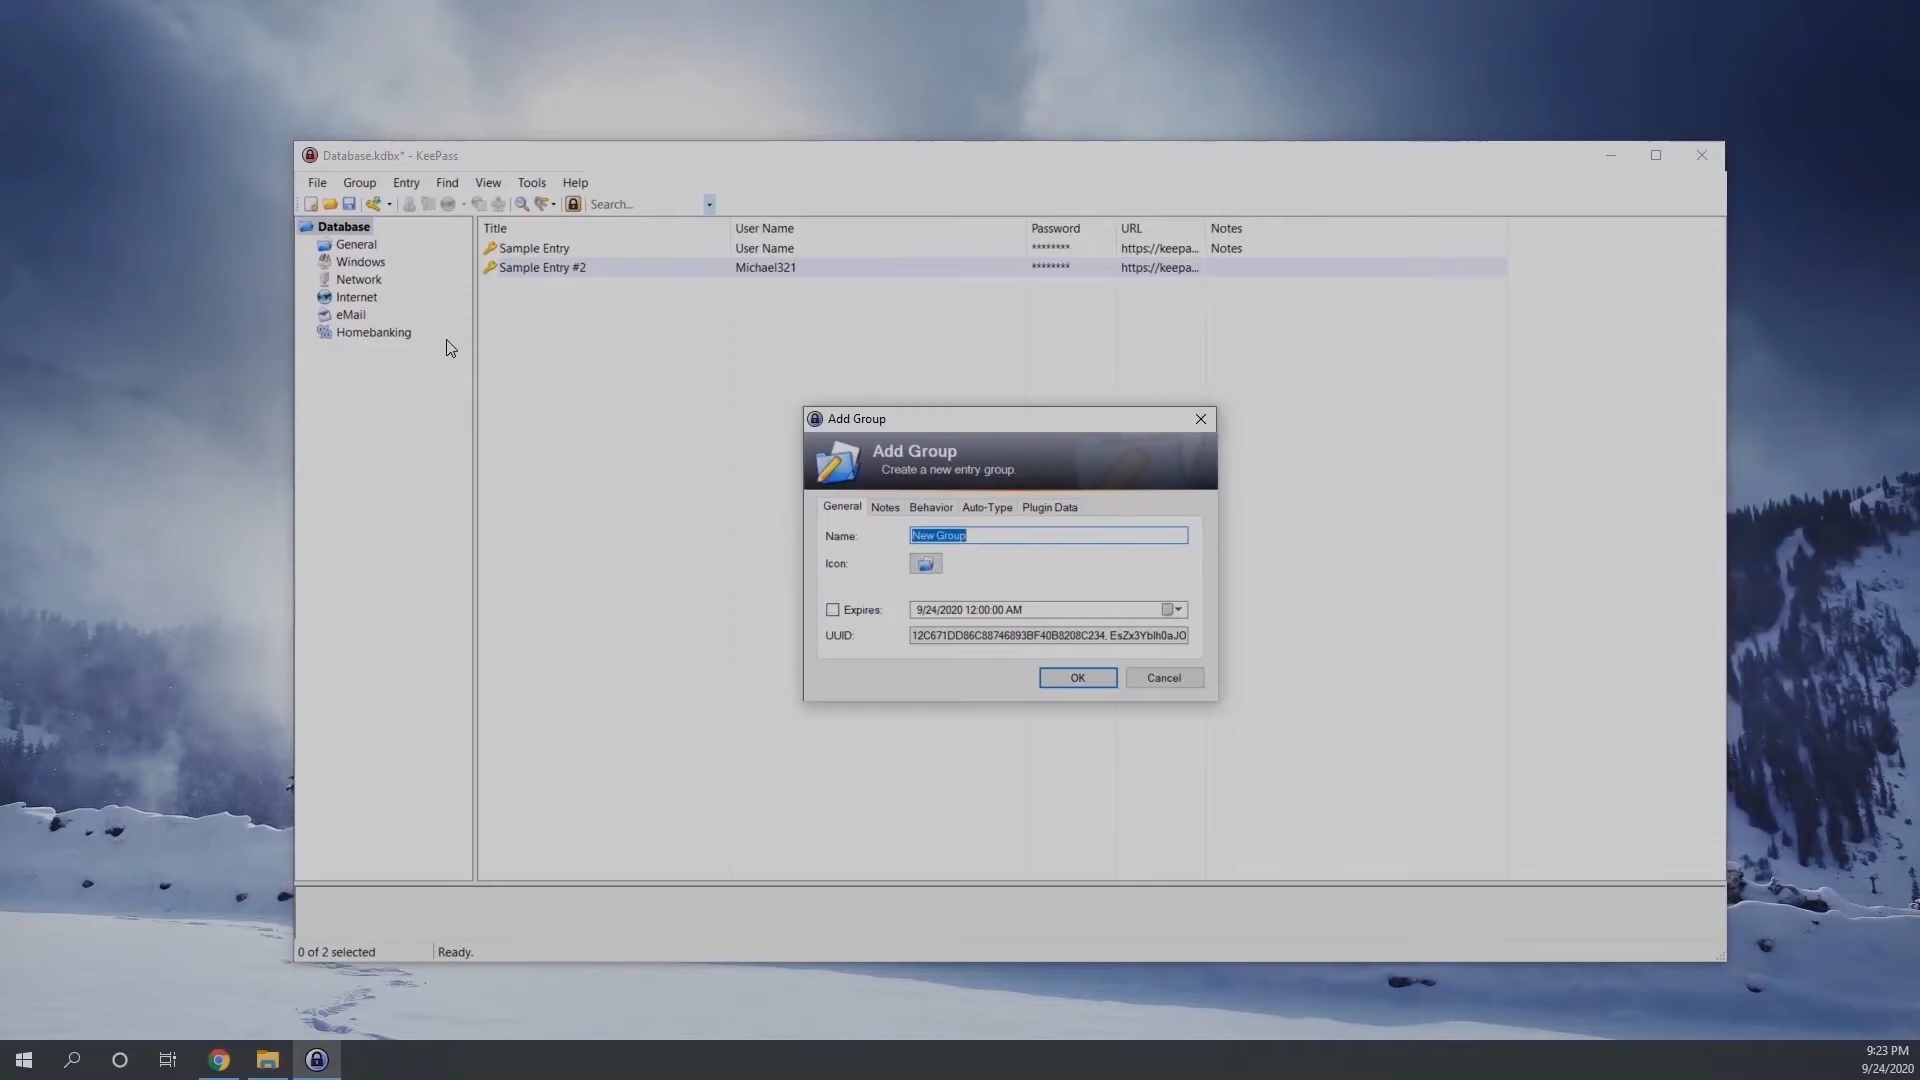 Database.kdbx* - KeePass
File Group Entry Find View Tools Help
Search...
Database
General
Windows
Network
Internet
eMail
Homebanking
Title User Name Password URL Notes
Sample Entry User Name ******** https://keepa... Notes
Sample Entry #2 Michael321 ******** https://keepa...
Add Group
Add Group
Create a new entry group.
General Notes Behavior Auto-Type Plugin Data
Name: New Group
Icon:
Expires: 9/24/2020 12:00:00 AM
UUID: 12C671DD86C88746893BF40B8208C234, EsZx3YbIh0aJO
OK Cancel
0 of 2 selected Ready.
9:23 PM
9/24/2020